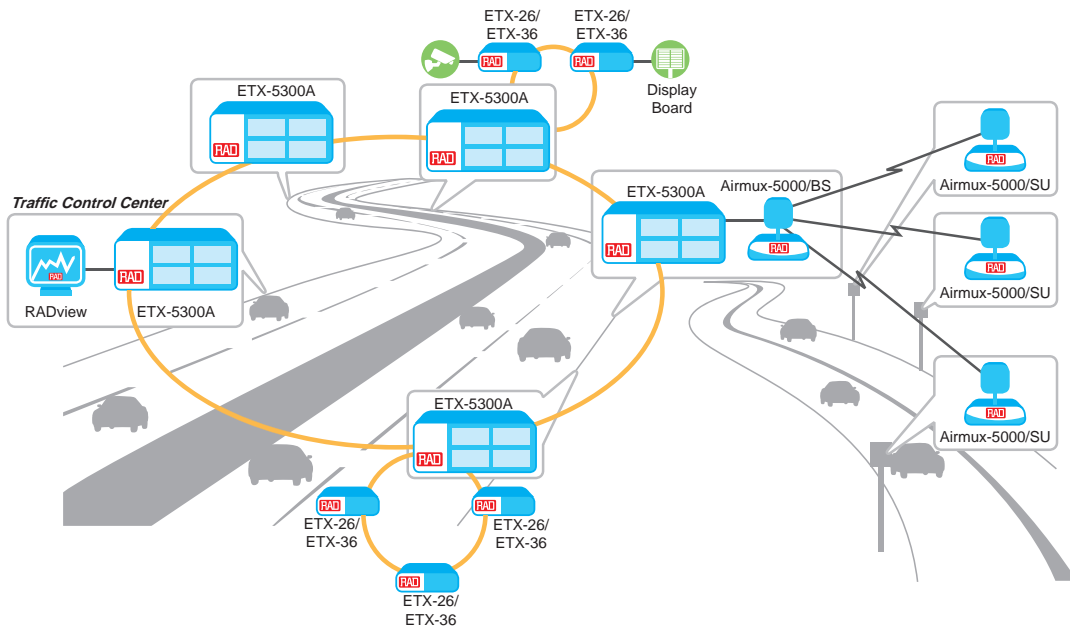 ETX-26/
ETX-36
RAD
ETX-26/
ETX-36
RAD
Display
Board
ETX-5300A
RAD
ETX-5300A
RAD
ETX-5300A
RAD
Airmux-5000/BS
RAD
RAD
Airmux-5000/SU
RAD
Airmux-5000/SU
RAD
Airmux-5000/SU
Traffic Control Center
RAD
RADview
RAD
ETX-5300A
ETX-5300A
RAD
RAD
ETX-26/
ETX-36
RAD
ETX-26/
ETX-36
RAD
ETX-26/
ETX-36